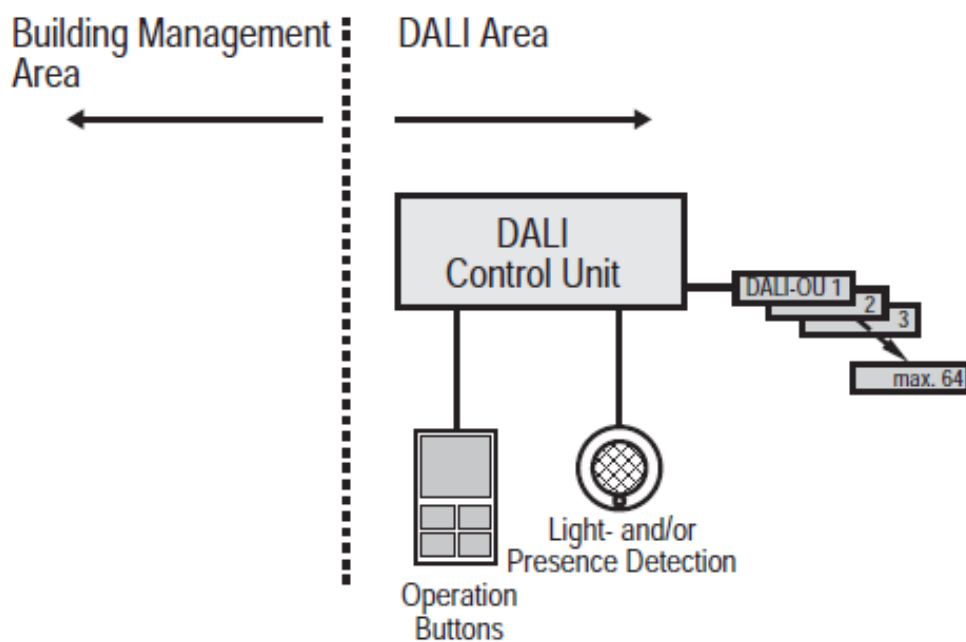 Building Management
Area
DALI Area
DALI
Control Unit
DALI-OU 1
2
3
max. 64
Light- and/or
Presence Detection
Operation
Buttons